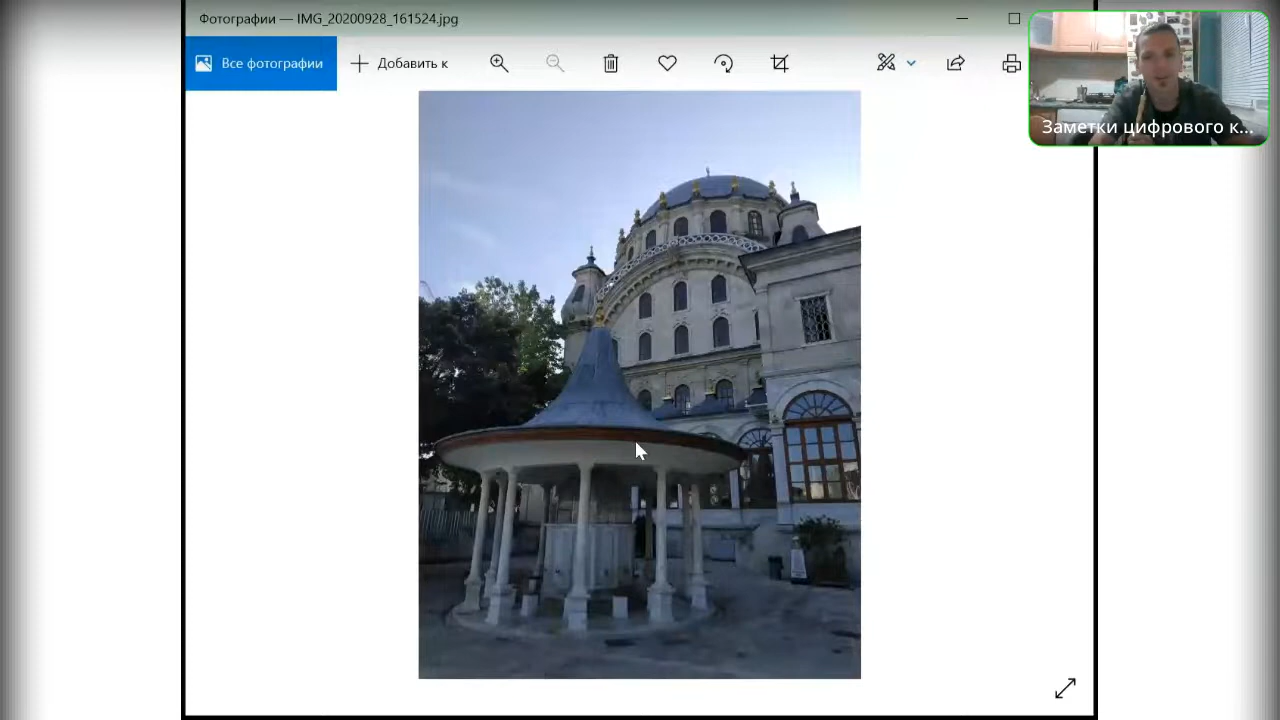 Фотографии — IMG_20200928_161524.jpg
Все фотографии
Добавить к
Заметки цифрового к...